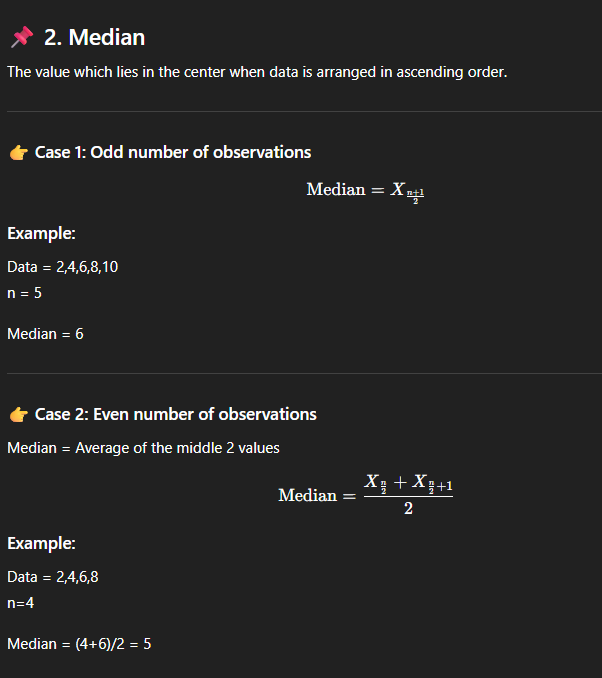 📌 2. Median
The value which lies in the center when data is arranged in ascending order.
👉 Case 1: Odd number of observations
Median = X_{\frac{n+1}{2}}
Example:
Data = 2,4,6,8,10
n = 5
Median = 6
👉 Case 2: Even number of observations
Median = Average of the middle 2 values
Median = \frac{X_{\frac{n}{2}} + X_{\frac{n}{2}+1}}{2}
Example:
Data = 2,4,6,8
n=4
Median = (4+6)/2 = 5